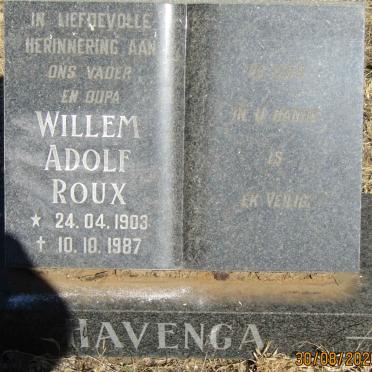 IN LIEFDEVOLLE
HERINNERING AAN
ONS VADER
EN OUPA
WILLEM
ADOLF
ROUX
★ 24.04.1903
† 10.10.1987
IN U HANDE
IS
EK VEILIG.
HAVENGA
30/08/202